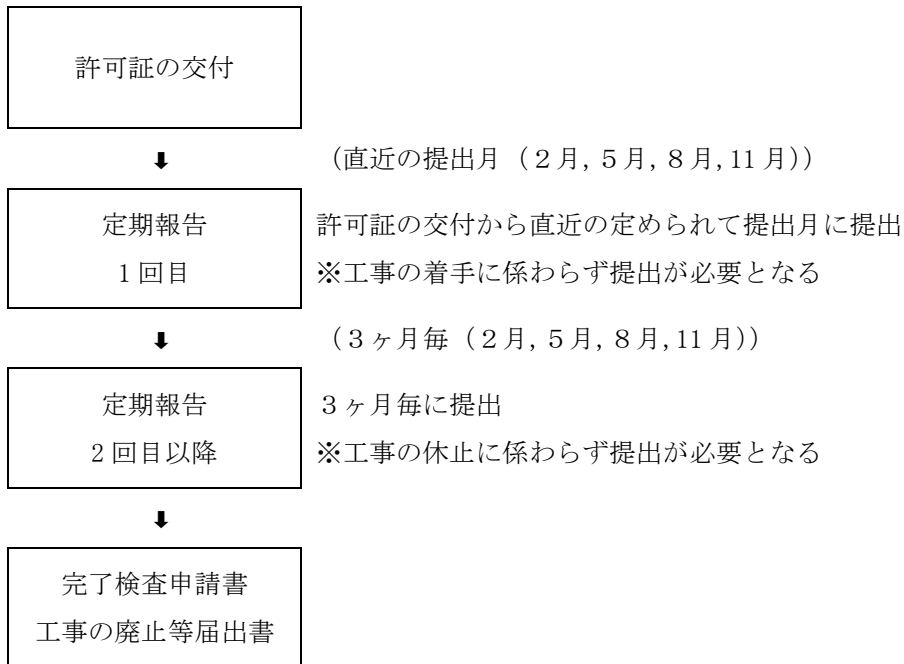 許可証の交付
⬇ （直近の提出月（２月,５月,８月,11月））
定期報告 許可証の交付から直近の定められて提出月に提出
1回目 ※工事の着手に係わらず提出が必要となる
⬇ （３ヶ月毎（２月,５月,８月,11月））
定期報告 ３ヶ月毎に提出
2回目以降 ※工事の休止に係わらず提出が必要となる
⬇
完了検査申請書
工事の廃止等届出書